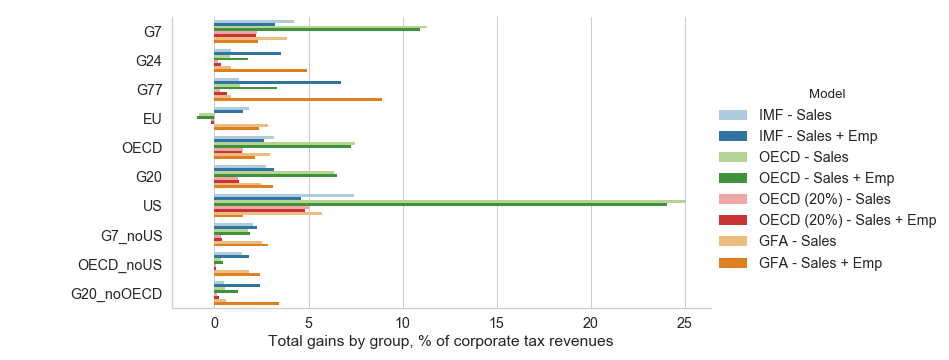 G7
G24
G77
EU
OECD
G20
US
G7_noUS
OECD_noUS
G20_noOECD
0 5 10 15 20 25
Total gains by group, % of corporate tax revenues
Model
IMF - Sales
IMF - Sales + Emp
OECD - Sales
OECD - Sales + Emp
OECD (20%) - Sales
OECD (20%) - Sales + Emp
GFA - Sales
GFA - Sales + Emp